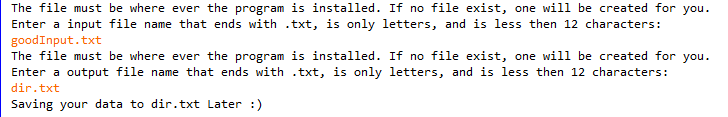 The file must be where ever the program is installed. If no file exist, one will be created for you.
Enter a input file name that ends with .txt, is only letters, and is less then 12 characters:
goodInput.txt
The file must be where ever the program is installed. If no file exist, one will be created for you.
Enter a output file name that ends with .txt, is only letters, and is less then 12 characters:
dir.txt
Saving your data to dir.txt Later :)